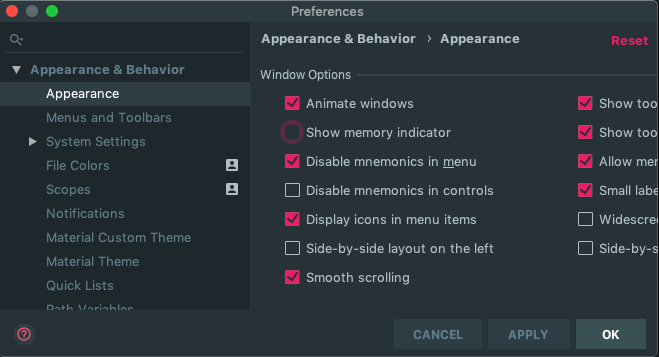 Preferences
Appearance & Behavior
Appearance
Menus and Toolbars
System Settings
File Colors
Scopes
Notifications
Material Custom Theme
Material Theme
Quick Lists
Path Variables
Appearance & Behavior › Appearance
Reset
Window Options
Animate windows
Show memory indicator
Disable mnemonics in menu
Disable mnemonics in controls
Display icons in menu items
Side-by-side layout on the left
Smooth scrolling
Show too
Show too
Allow mer
Small labe
Widescree
Side-by-s
?
CANCEL
APPLY
OK